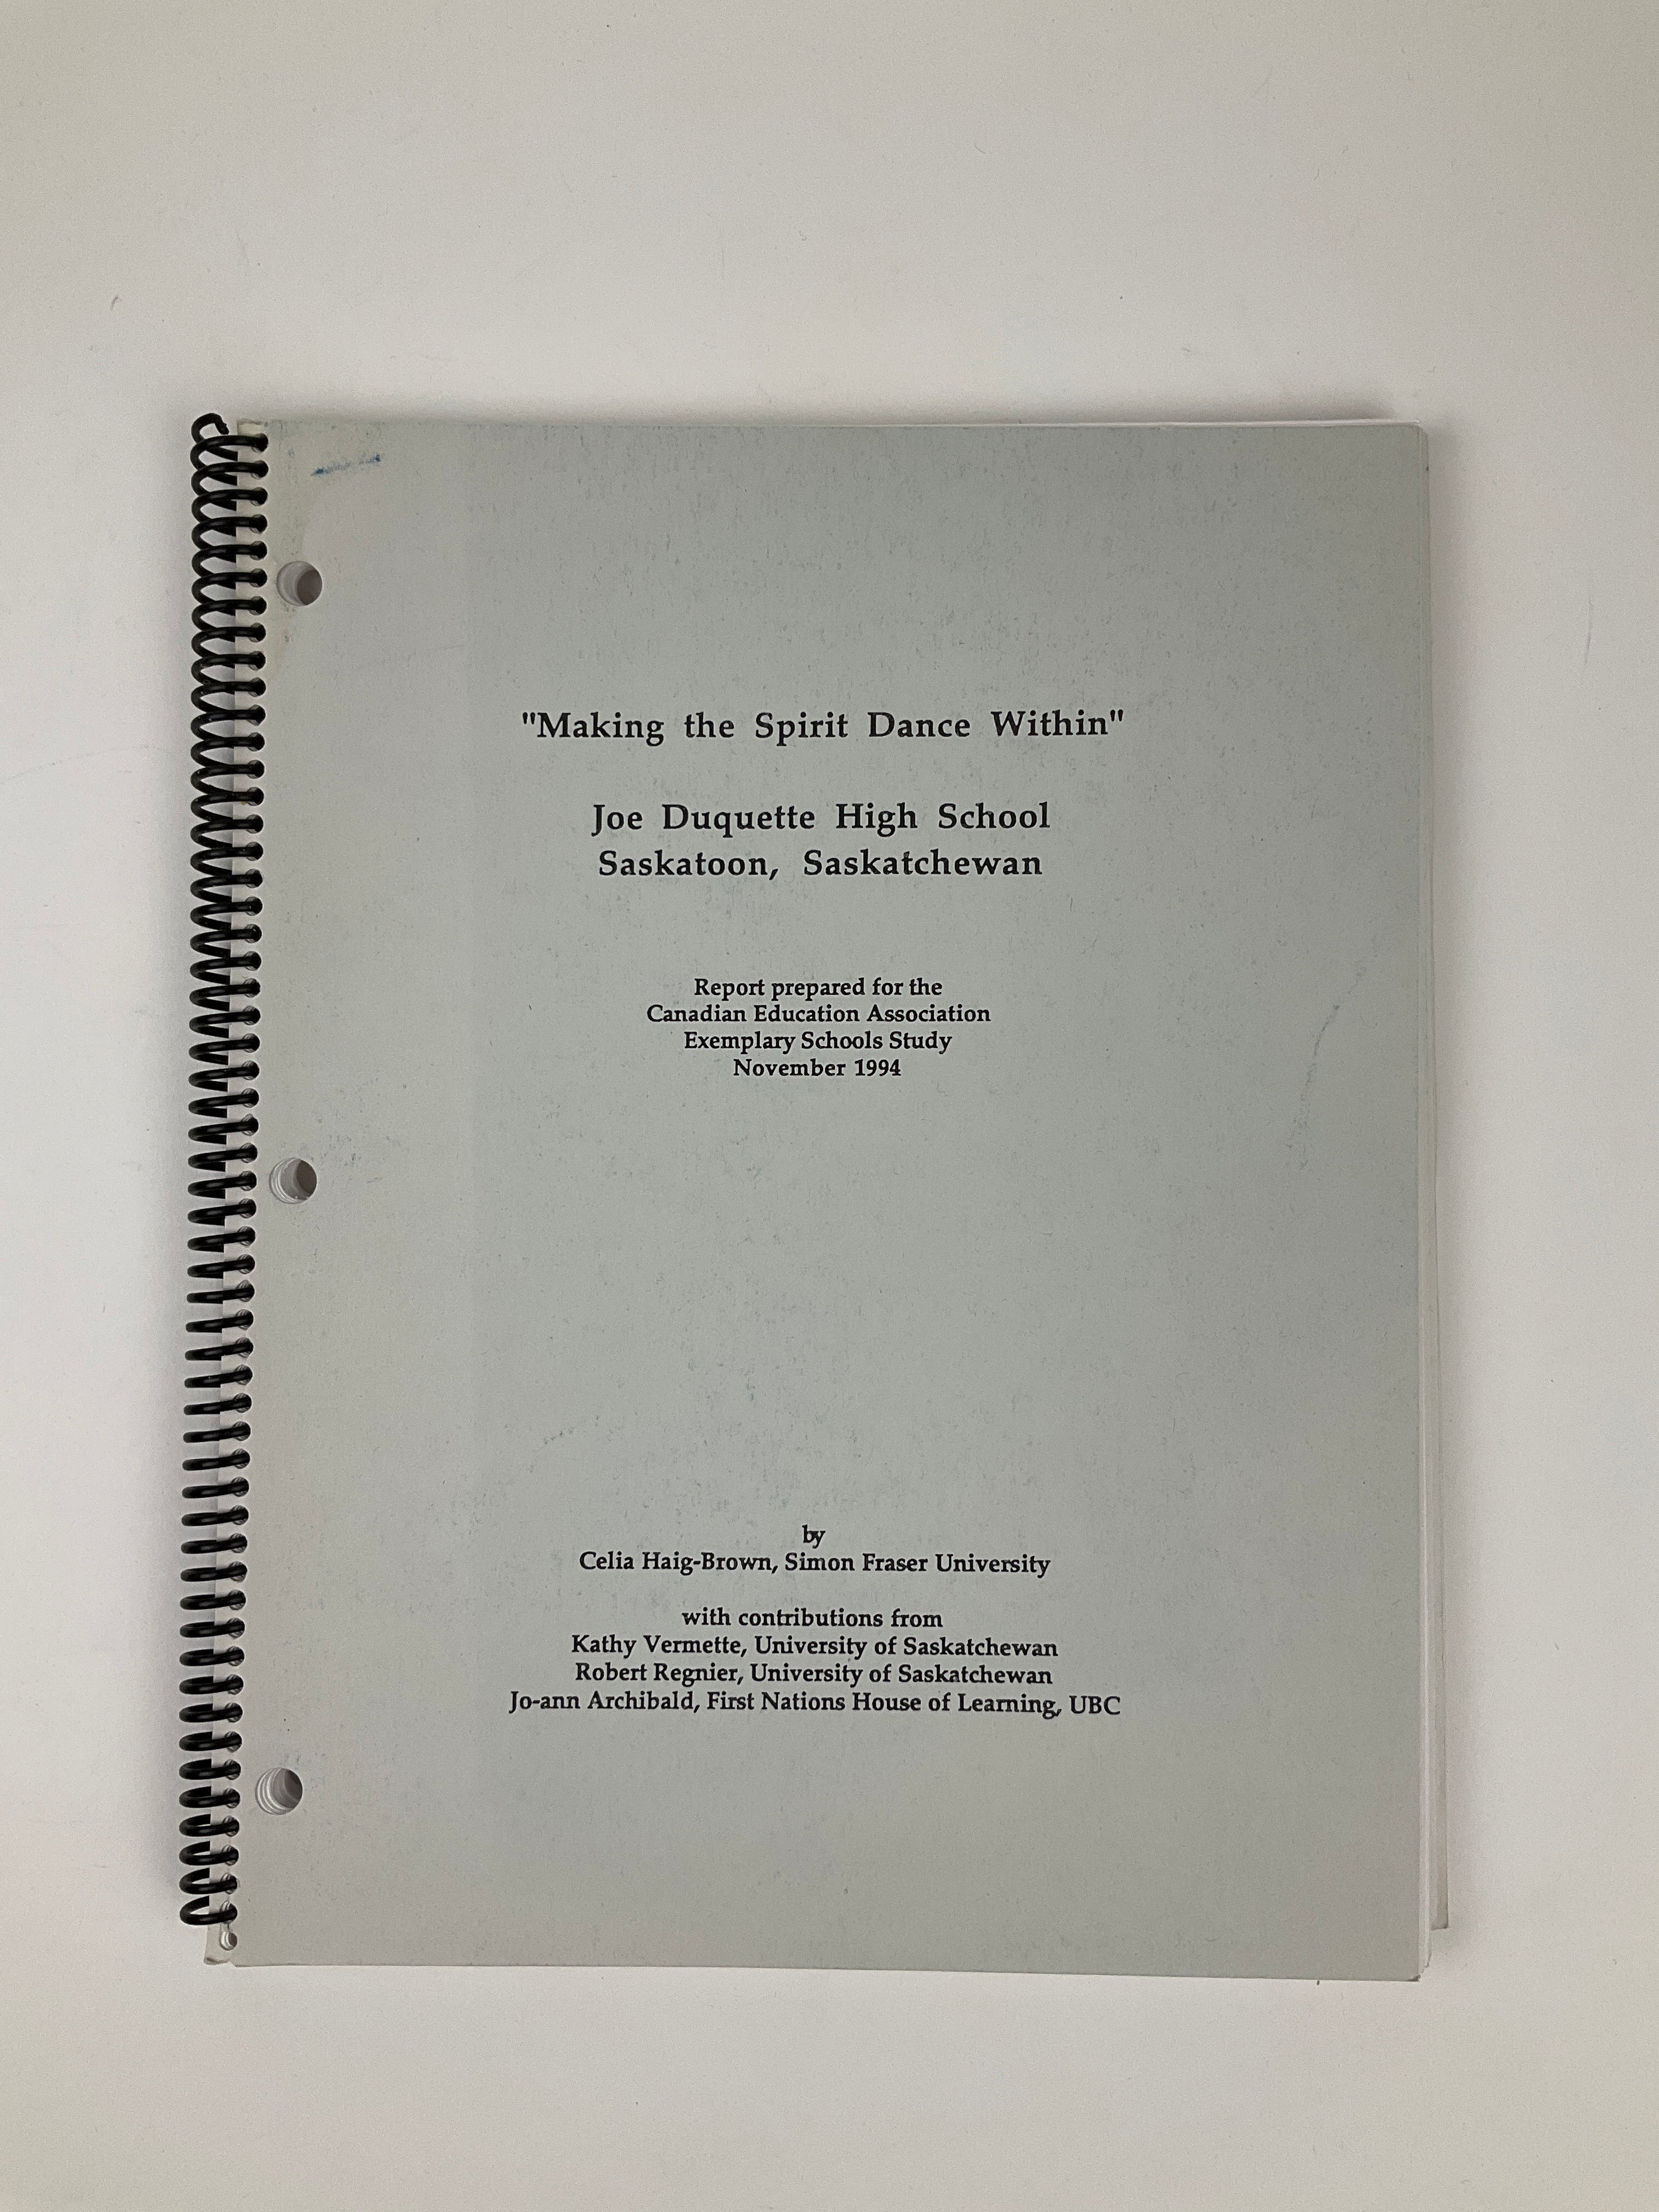 "Making the Spirit Dance Within"
Joe Duquette High School
Saskatoon, Saskatchewan
Report prepared for the
Canadian Education Association
Exemplary Schools Study
November 1994
by
Celia Haig-Brown, Simon Fraser University
with contributions from
Kathy Vermette, University of Saskatchewan
Robert Regnier, University of Saskatchewan
Jo-ann Archibald, First Nations House of Learning, UBC